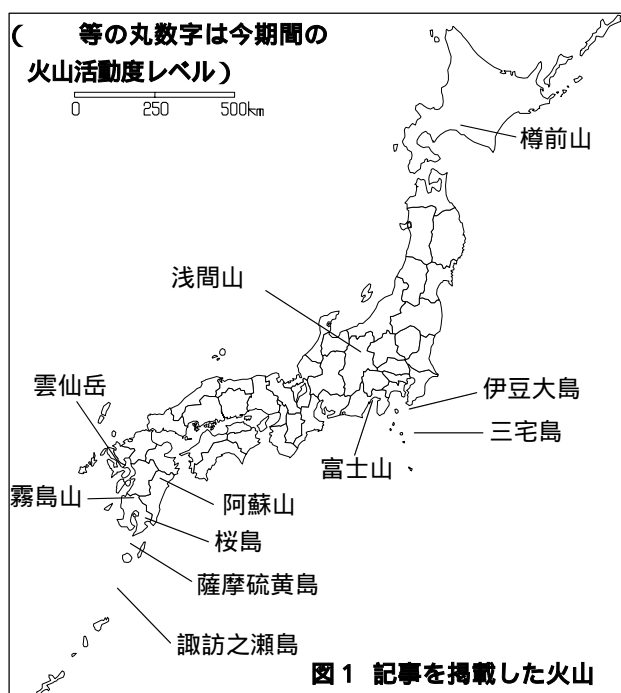 ( 等の丸数字は今期間の
火山活動度レベル)
0 250 500km
樽前山
浅間山
雲仙岳
伊豆大島
三宅島
富士山
霧島山
阿蘇山
桜島
薩摩硫黄島
諏訪之瀬島
図1 記事を掲載した火山